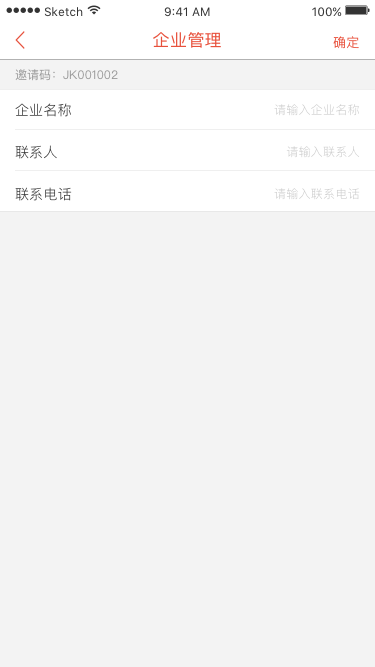 Sketch 9:41 AM 100%
企业管理 确定
邀请码：JK001002
企业名称 请输入企业名称
联系人 请输入联系人
联系电话 请输入联系电话